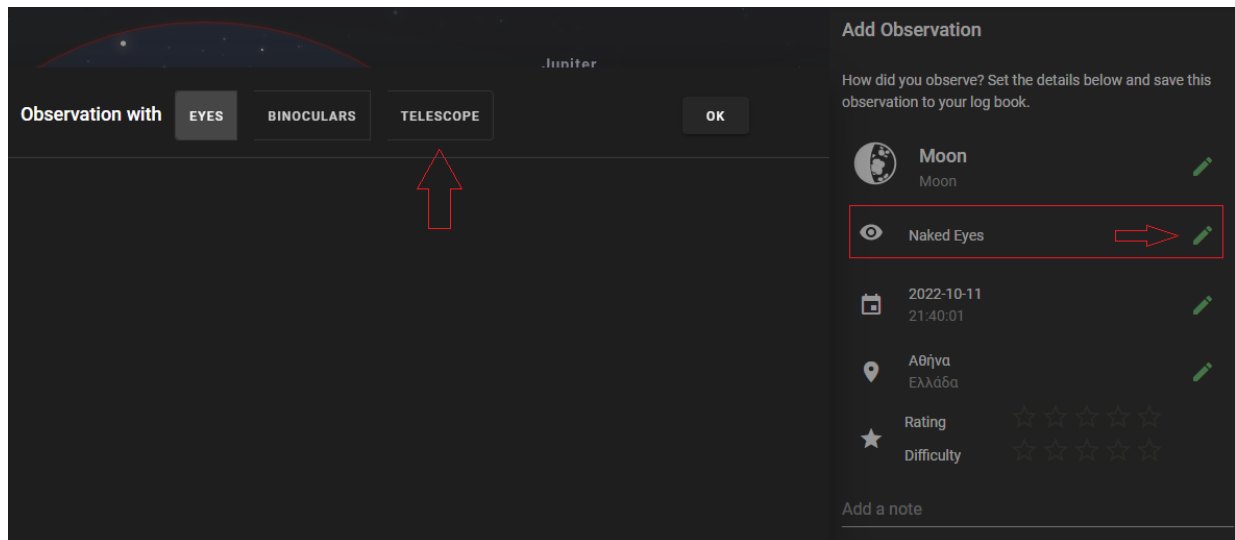 Jupiter
Observation with
EYES
BINOCULARS
TELESCOPE
OK
Add Observation
How did you observe? Set the details below and save this
observation to your log book.
Moon
Moon
Naked Eyes
2022-10-11
21:40:01
Αθήνα
Ελλάδα
Rating
Difficulty
Add a note